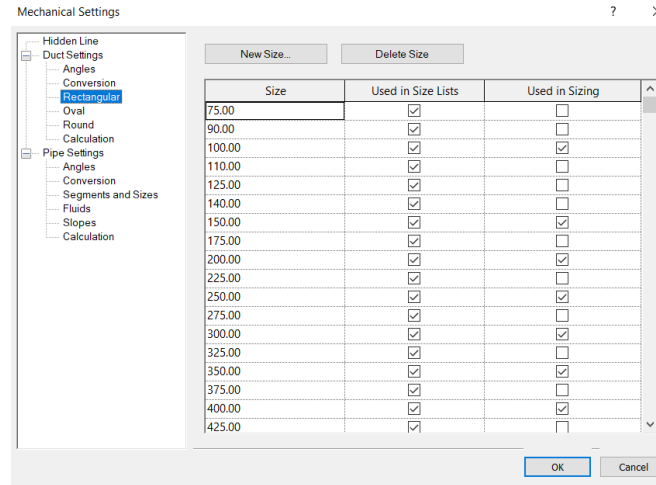 Mechanical Settings ?
Hidden Line
Duct Settings
Angles
Conversion
Rectangular
Oval
Round
Calculation
Pipe Settings
Angles
Conversion
Segments and Sizes
Fluids
Slopes
Calculation
New Size... Delete Size
Size Used in Size Lists Used in Sizing
75.00
90.00
100.00
110.00
125.00
140.00
150.00
175.00
200.00
225.00
250.00
275.00
300.00
325.00
350.00
375.00
400.00
425.00
OK Cancel